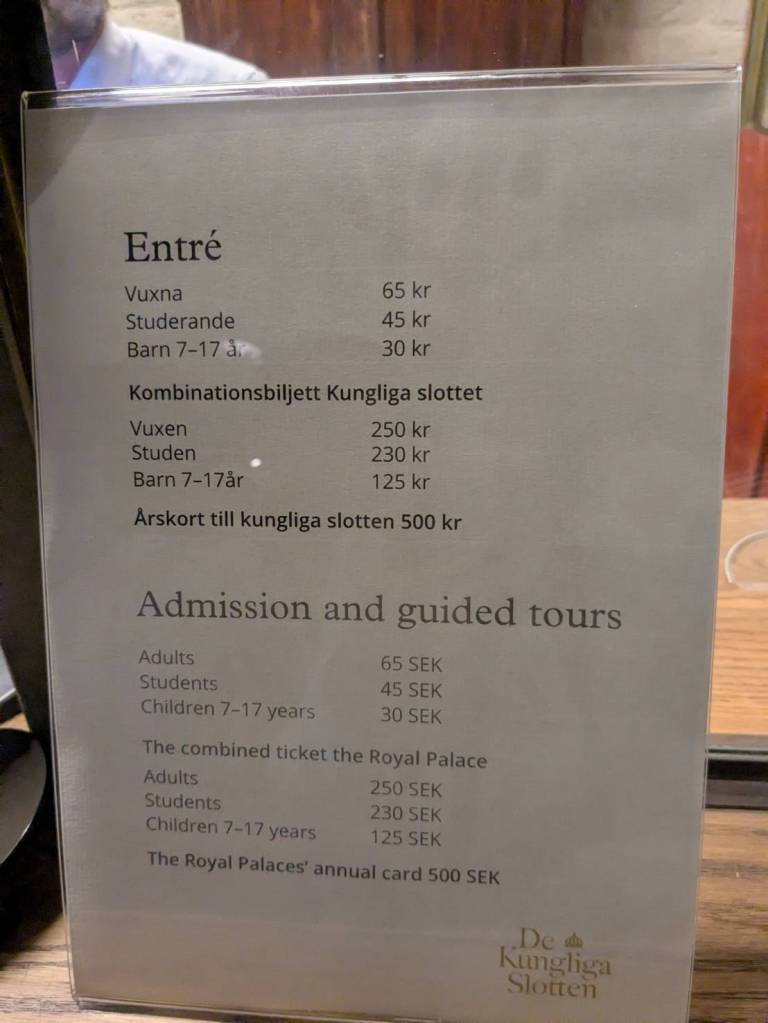 Entré
Vuxna 65 kr
Studerande 45 kr
Barn 7–17 år 30 kr
Kombinationsbiljett Kungliga slottet
Vuxen 250 kr
Studen 230 kr
Barn 7–17år 125 kr
Årskort till kungliga slotten 500 kr
Admission and guided tours
Adults 65 SEK
Students 45 SEK
Children 7–17 years 30 SEK
The combined ticket the Royal Palace
Adults 250 SEK
Students 230 SEK
Children 7–17 years 125 SEK
The Royal Palaces’ annual card 500 SEK
De
Kungliga
Slotten